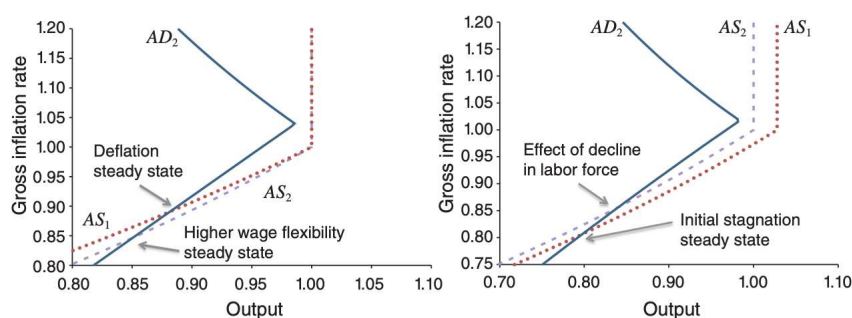 Gross inflation rate
1.20
1.15
1.10
1.05
1.00
0.95
0.90
0.85
0.80
AD2
Deflation
steady state
AS2
AS1
Higher wage flexibility
steady state
0.80 0.85 0.90 0.95 1.00 1.05 1.10
Output
Gross inflation rate
1.20
1.15
1.10
1.05
1.00
0.95
0.90
0.85
0.80
0.75
AD2 AS2 AS1
Effect of decline
in labor force
Initial stagnation
steady state
0.70 0.80 0.90 1.00 1.10
Output